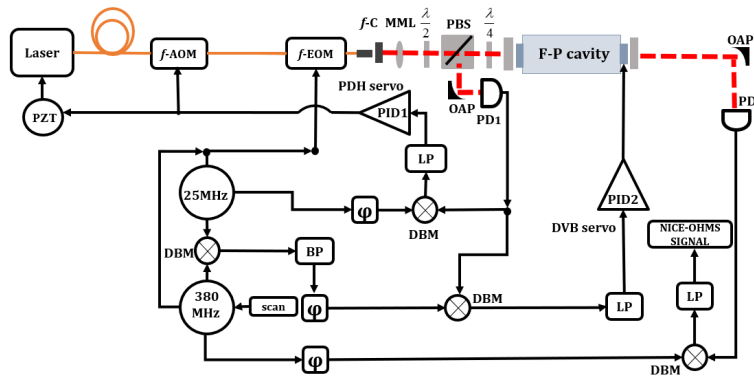 f-C MML λ/2 PBS λ/4
OAP
Laser
f-AOM
f-EOM
F-P cavity
PDH servo
OAP
PD1
PD
PZT
PID1
LP
25MHz
φ
DBM
PID2
DVB servo
NICE-OHMS
SIGNAL
DBM
BP
380
MHz
scan
φ
DBM
LP
LP
φ
DBM